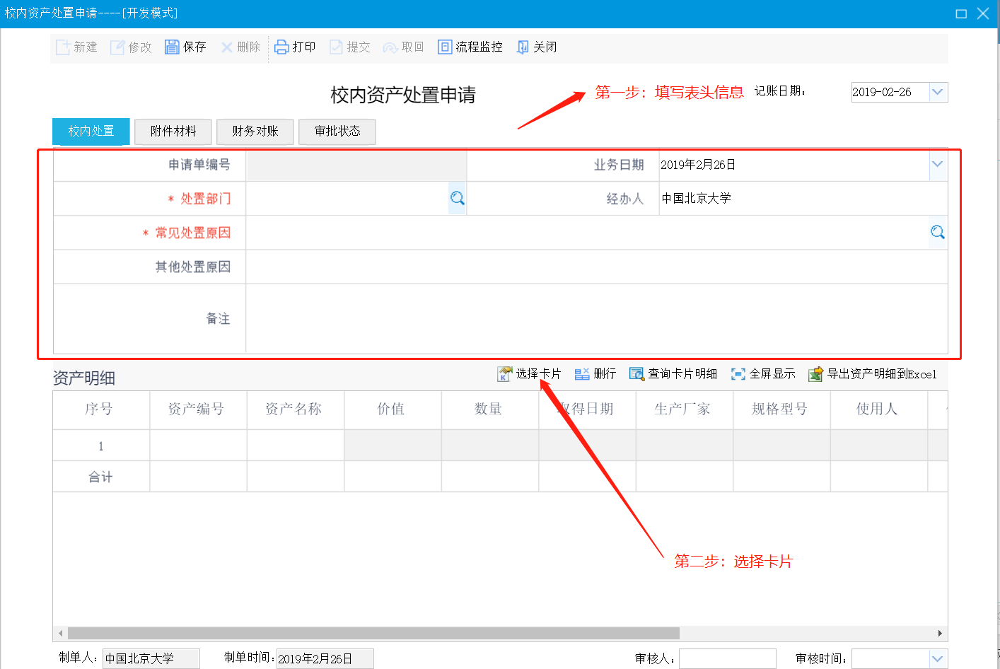 校内资产处置申请----[开发模式]
新建 修改 保存 删除 打印 提交 取回 流程监控 关闭
校内资产处置申请 第一步：填写表头信息 记账日期： 2019-02-26
校内处置 附件材料 财务对账 审批状态
申请单编号 业务日期 2019年2月26日
* 处置部门 经办人 中国北京大学
* 常见处置原因
其他处置原因
备注
资产明细 选择卡片 删行 查询卡片明细 全屏显示 导出资产明细到Excel
序号 资产编号 资产名称 价值 数量 取得日期 生产厂家 规格型号 使用人
1
合计
第二步：选择卡片
制单人： 中国北京大学 制单时间： 2019年2月26日 审核人： 审核时间：